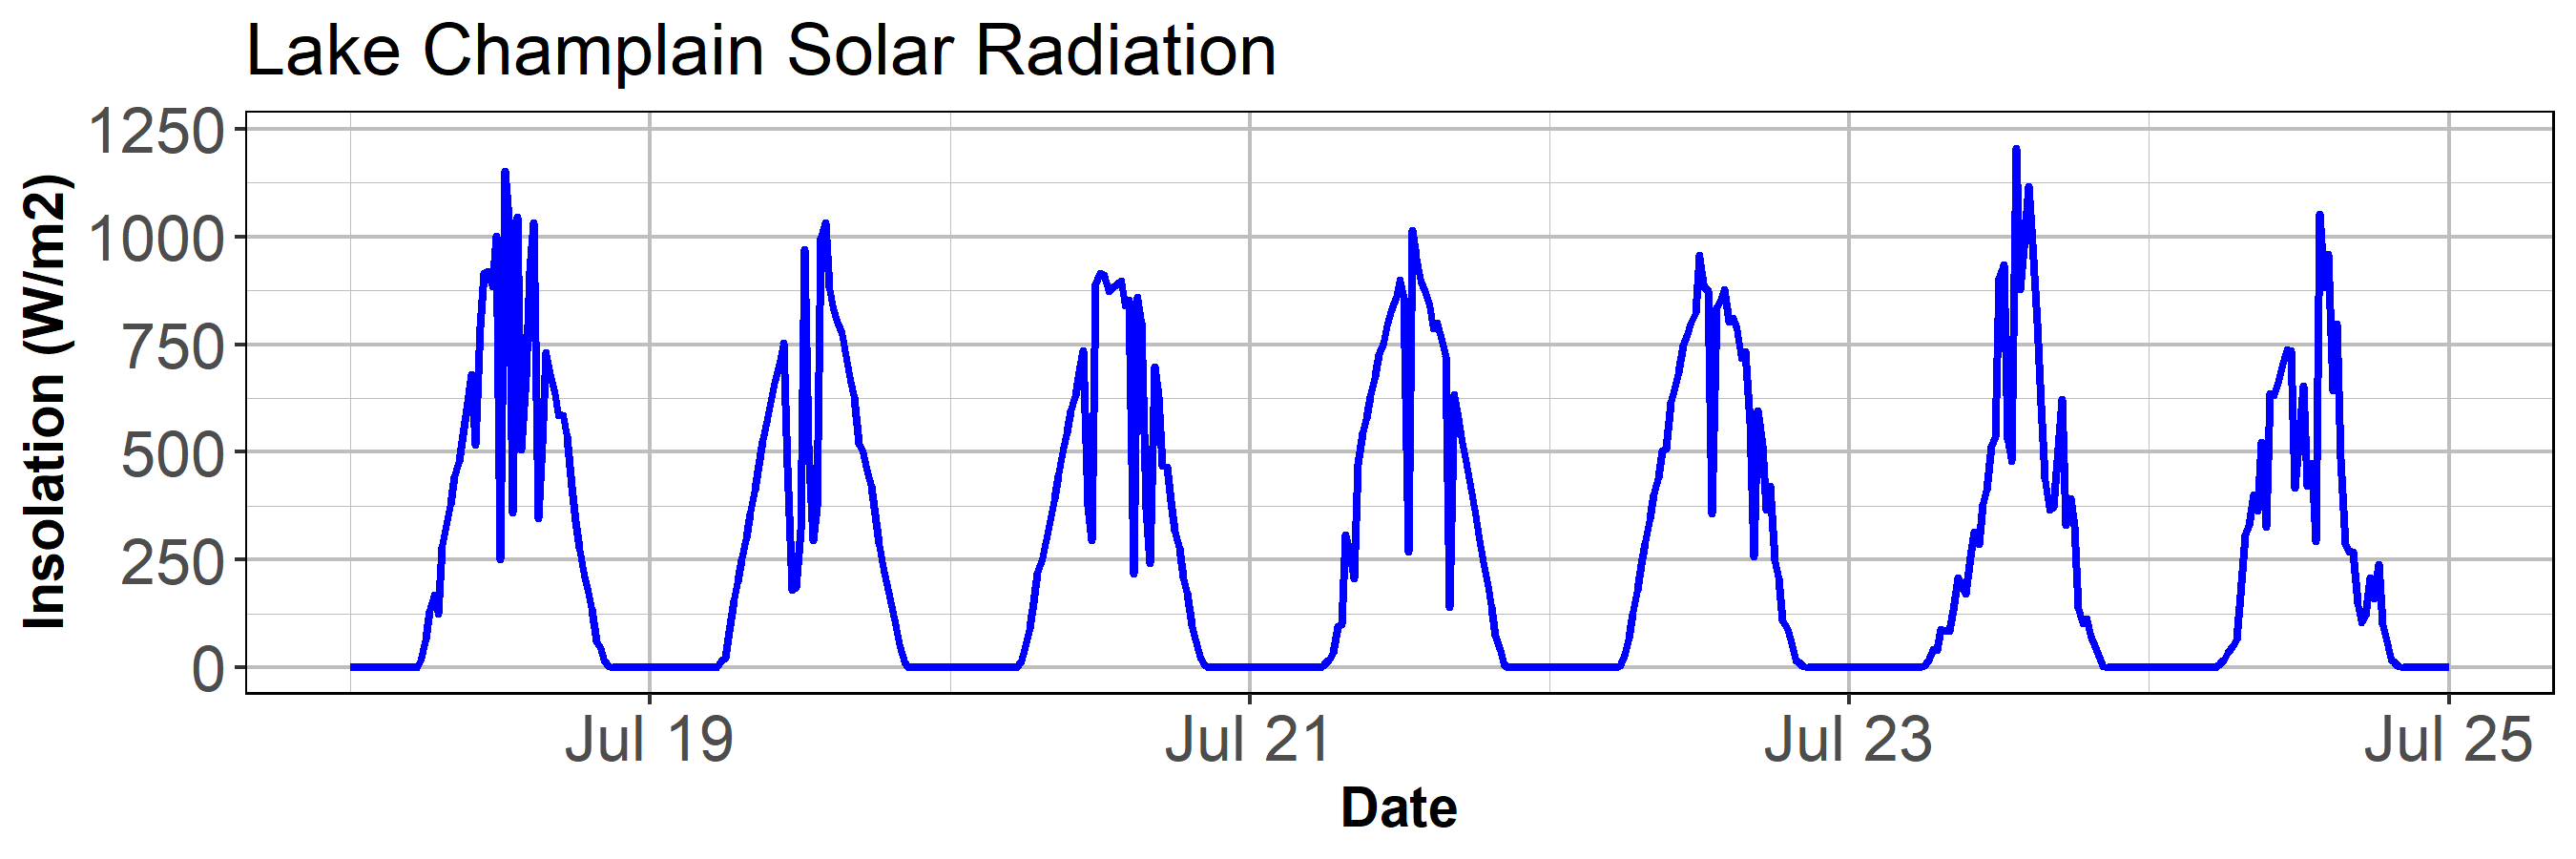 Lake Champlain Solar Radiation
Insolation (W/m2)
1250
1000
750
500
250
0
Jul 19 Jul 21 Jul 23 Jul 25
Date